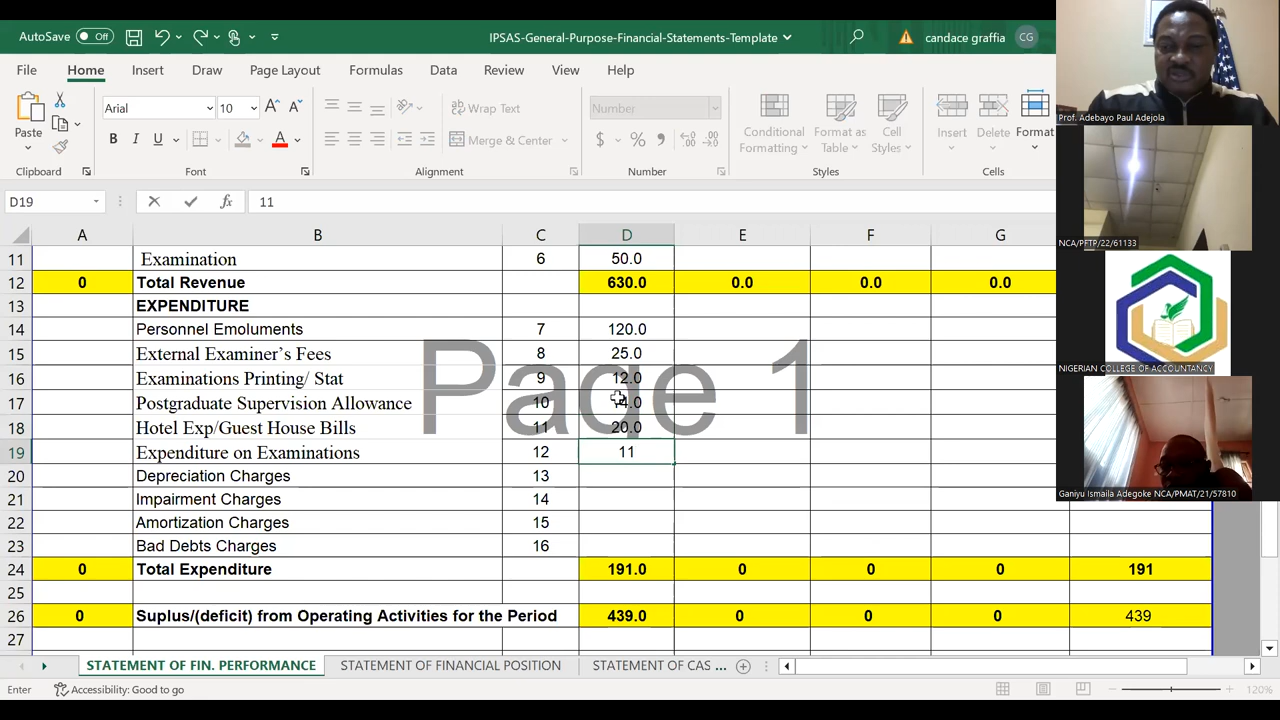 AutoSave Off IPSAS-General-Purpose-Financial-Statements-Template candace graffia CG
File Home Insert Draw Page Layout Formulas Data Review View Help
Paste Arial 10 Wrap Text Number Conditional Formatting Format as Table Cell Styles Insert Delete Format
B I U A Merge & Center $ % 
Clipboard Font Alignment Number Styles Cells
D19 fx 11
A B C D E F G
11 Examination 6 50.0
12 0 Total Revenue 630.0 0.0 0.0 0.0
13 EXPENDITURE
14 Personnel Emoluments 7 120.0
15 External Examiner's Fees 8 25.0
16 Examinations Printing/ Stat 9 12.0
17 Postgraduate Supervision Allowance 10
18 Hotel Exp/Guest House Bills 11 20.0
19 Expenditure on Examinations 12 11
20 Depreciation Charges 13
21 Impairment Charges 14
22 Amortization Charges 15
23 Bad Debts Charges 16
24 0 Total Expenditure 191.0 0 0 0 191
25
26 0 Suplus/(deficit) from Operating Activities for the Period 439.0 0 0 0 439
27
Page 1
STATEMENT OF FIN. PERFORMANCE STATEMENT OF FINANCIAL POSITION STATEMENT OF CAS ...
Enter Accessibility: Good to go 120%
Prof. Adebayo Paul Adejola
NCA/PFTP/22/61133
NIGERIAN COLLEGE OF ACCOUNTANCY
Ganiyu Ismaila Adegoke NCA/PMAT/21/57810